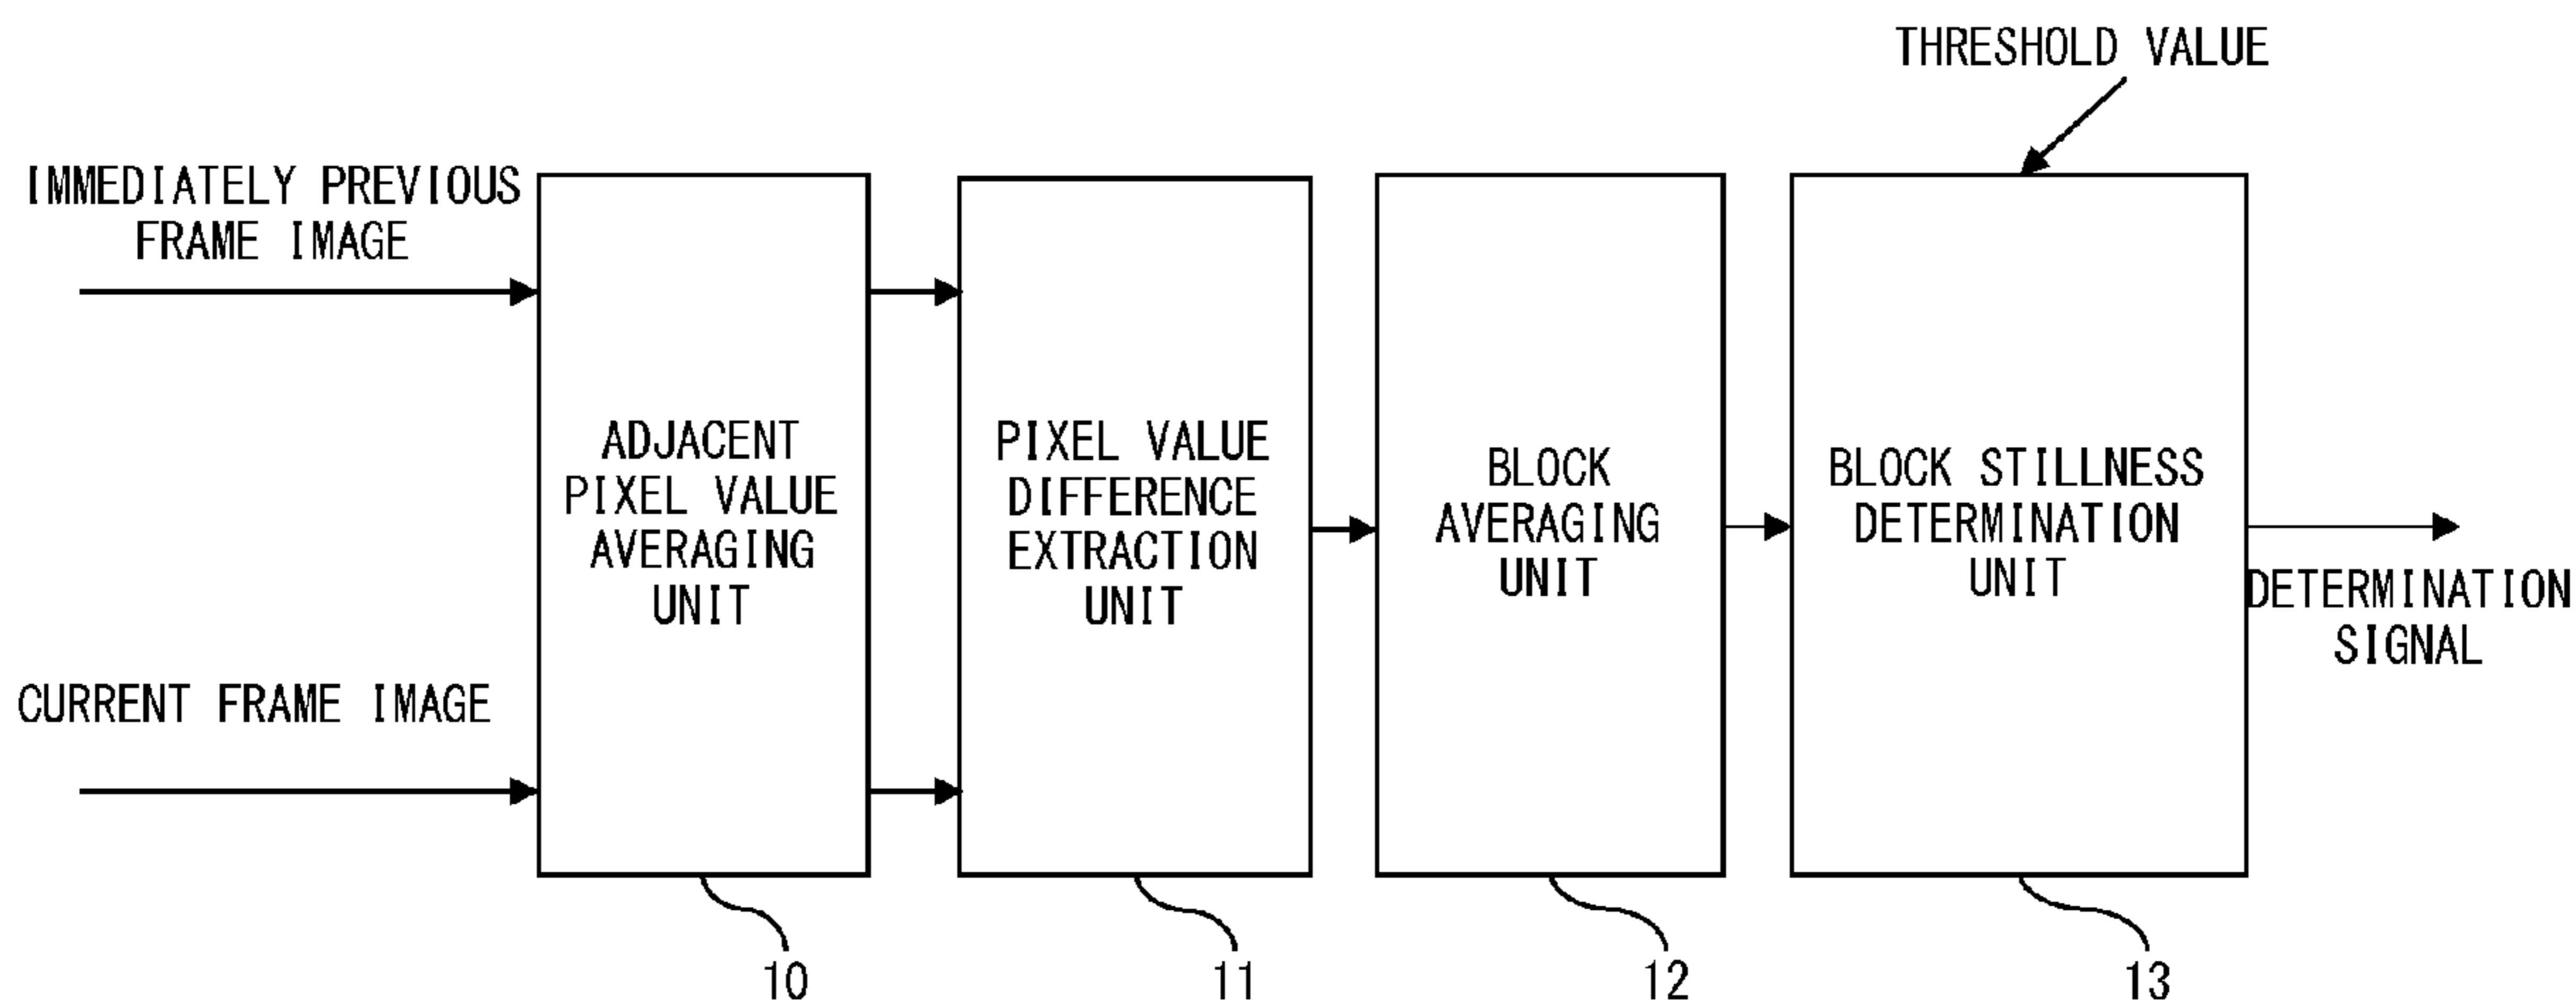 THRESHOLD VALUE
IMMEDIATELY PREVIOUS
FRAME IMAGE
CURRENT FRAME IMAGE
ADJACENT
PIXEL VALUE
AVERAGING
UNIT
PIXEL VALUE
DIFFERENCE
EXTRACTION
UNIT
BLOCK
AVERAGING
UNIT
BLOCK STILLNESS
DETERMINATION
UNIT
DETERMINATION
SIGNAL
10
11
12
13